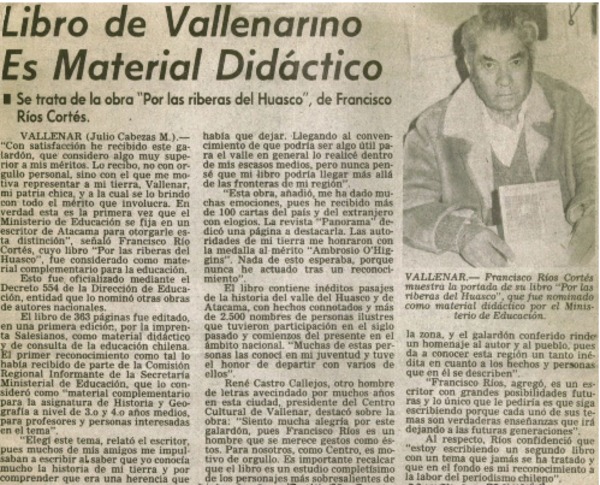 Libro de Vallenarino
Es Material Didáctico
■ Se trata de la obra "Por las riberas del Huasco", de Francisco
Ríos Cortés.
VALLENAR (Julio Cabezas M.).—
"Con satisfacción he recibido este ga-
lardón, que considero algo muy supe-
rior a mis méritos. Lo recibo, no con or-
gullo personal, sino con el que me mo-
tiva representar a mi tierra, Vallenar,
mi patria chica, y a la cual se lo brindo
con todo el mérito que involucra. En
verdad esta es la primera vez que el
Ministerio de Educación se fija en un
escritor de Atacama para otorgarle es-
ta distinción", señaló Francisco Río
Cortés, cuyo libro "Por las riberas del
Huasco", fue considerado como mate-
rial complementario para la educación.
Esto fue oficializado mediante el
Decreto 554 de la Dirección de Educa-
ción, entidad que lo nominó otras obras
de autores nacionales.
El libro de 363 páginas fue editado,
en una primera edición, por la imprenta
Salesianos, como material didáctico
y de consulta de la educación chilena.
El primer reconocimiento como tal lo
había recibido de parte de la Comisión
Regional Informante de la Secretaría
Ministerial de Educación, que lo con-
sideró como "material complementario
para la asignatura de Historia y Geo-
grafía a nivel de 3.o y 4.o años medios,
para profesores y personas interesadas
en el tema".
"Elegí este tema, relató el escritor,
pues muchos de mis amigos me impul-
saban a escribir al saber que yo conocía
mucho la historia de mi tierra y por
comprender que era una herencia que
había que dejar. Llegando al conven-
cimiento de que podría ser algo útil pa-
ra el valle en general lo realicé dentro
de mis escasos medios, pero nunca pen-
sé que mi libro podría llegar más allá
de las fronteras de mi región".
"Esta obra, añadió, me ha dado mu-
chas emociones, pues he recibido más
de 100 cartas del país y del extranjero
con elogios. La revista "Panorama" de-
dicó una página a destacarla. Las auto-
ridades de mi tierra me honraron con
la medalla al mérito "Ambrosio O'Hig-
gins". Nada de esto esperaba, porque
nunca he actuado tras un reconoci-
miento".
El libro contiene inéditos pasajes
de la historia del valle del Huasco y de
Atacama, con hechos connotados y más
de 2.500 nombres de personas ilustres
que tuvieron participación en el siglo
pasado y comienzos del presente en el
ámbito nacional. "Muchas de estas per-
sonas las conocí en mi juventud y tuve
el honor de departir con varios de
ellos".
René Castro Callejos, otro hombre
de letras avecindado por muchos años
en esta ciudad, presidente del Centro
Cultural de Vallenar, destacó sobre la
obra: "Siento mucha alegría por este
galardón, pues Francisco Ríos es un
hombre que se merece gestos como és-
tos. Para nosotros, como Centro, es mo-
tivo de orgullo. Es importante recalcar
que el libro es un estudio completísimo
de los personajes más sobresalientes de
VALLENAR.— Francisco Ríos Cortés
muestra la portada de su libro "Por las
riberas del Huasco", que fue nominado
como material didáctico por el Minis-
terio de Educación.
la zona, y el galardón conferido rinde
un homenaje al autor y al pueblo, pues
da a conocer esta región un tanto iné-
dita en cuanto a los hechos y personas
que en él se describen".
"Francisco Ríos, agregó, es un es-
critor con grandes posibilidades futu-
ras y lo único que le pediría es que siga
escribiendo porque cada uno de sus te-
mas son verdaderas enseñanzas que irá
dejando a las futuras generaciones".
Al respecto, Ríos confidenció que
"estoy escribiendo un segundo libro
con un tema que jamás se ha tratado y
que en el fondo es mi reconocimiento a
la labor del periodismo chileno".